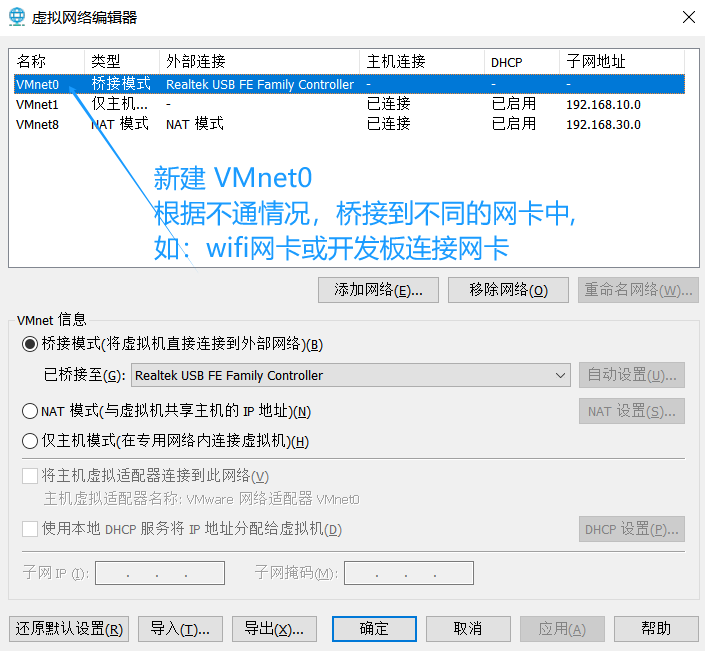 虚拟网络编辑器
名称 类型 外部连接 主机连接 DHCP 子网地址
VMnet0 桥接模式 Realtek USB FE Family Controller - - -
VMnet1 仅主机... - 已连接 已启用 192.168.10.0
VMnet8 NAT 模式 NAT 模式 已连接 已启用 192.168.30.0
新建 VMnet0
根据不通情况，桥接到不同的网卡中，
如：wifi网卡或开发板连接网卡
添加网络(E)... 移除网络(O) 重命名网络(W)...
VMnet 信息
桥接模式(将虚拟机直接连接到外部网络)(B)
已桥接至(G): Realtek USB FE Family Controller 自动设置(U)...
NAT 模式(与虚拟机共享主机的 IP 地址)(N) NAT 设置(S)...
仅主机模式(在专用网络内连接虚拟机)(H)
将主机虚拟适配器连接到此网络(V)
主机虚拟适配器名称: VMware 网络适配器 VMnet0
使用本地 DHCP 服务将 IP 地址分配给虚拟机(D) DHCP 设置(P)...
子网 IP (I): . . . 子网掩码(M): . . .
还原默认设置(R) 导入(T)... 导出(X)... 确定 取消 应用(A) 帮助